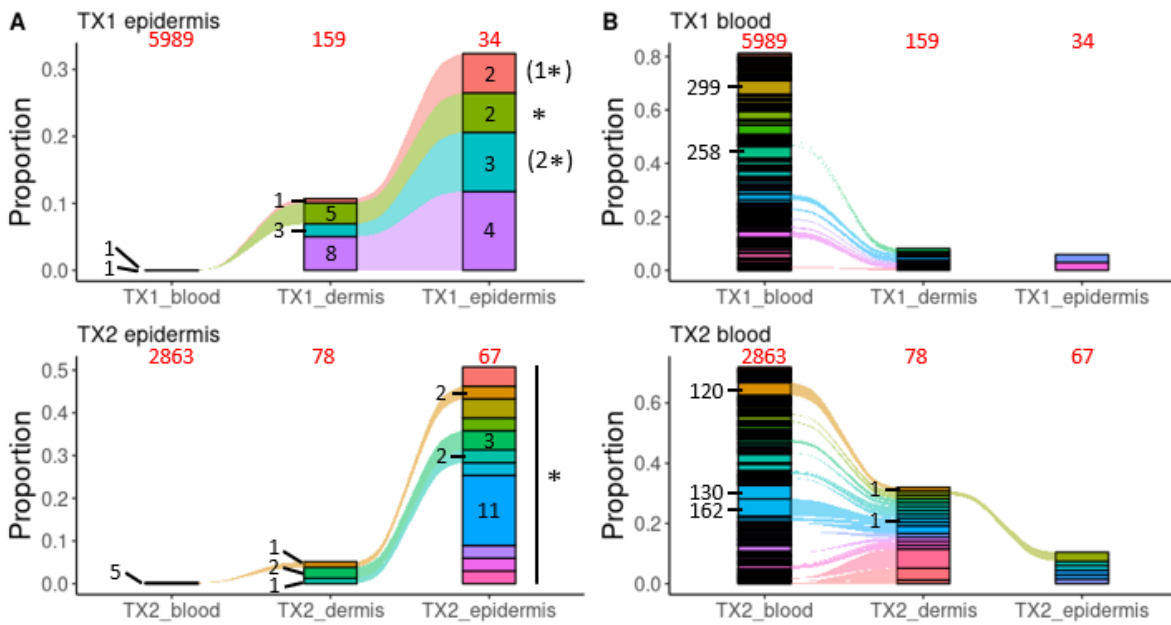 A
TX1 epidermis
5989 159 34
Proportion
0.3
0.2
0.1
0.0
1
1
1
5
3
8
2 (1*)
2 *
3 (2*)
4
TX1_blood TX1_dermis TX1_epidermis
TX2 epidermis
2863 78 67
Proportion
0.5
0.4
0.3
0.2
0.1
0.0
5
1
2
1
2
3
2
11
*
TX2_blood TX2_dermis TX2_epidermis
B
TX1 blood
5989 159 34
Proportion
0.8
0.6
0.4
0.2
0.0
299
258
TX1_blood TX1_dermis TX1_epidermis
TX2 blood
2863 78 67
Proportion
0.6
0.4
0.2
0.0
120
130
162
1
1
TX2_blood TX2_dermis TX2_epidermis